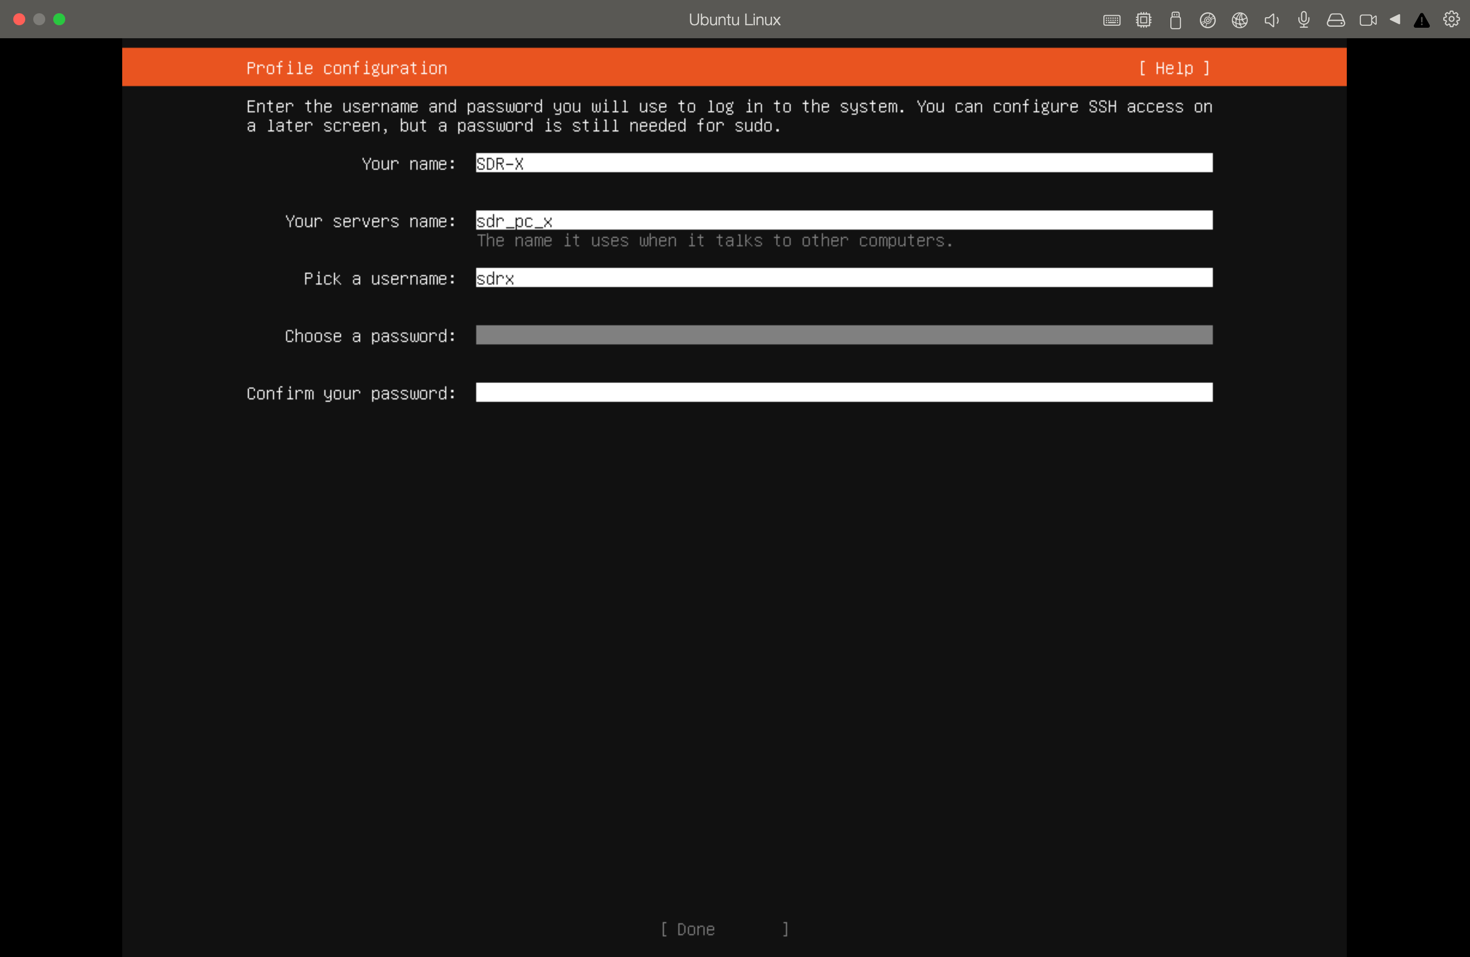 Ubuntu Linux
Profile configuration [ Help ]
Enter the username and password you will use to log in to the system. You can configure SSH access on
a later screen, but a password is still needed for sudo.
Your name: SDR-X
Your servers name: sdr_pc_x
The name it uses when it talks to other computers.
Pick a username: sdrx
Choose a password:
Confirm your password:
[ Done ]